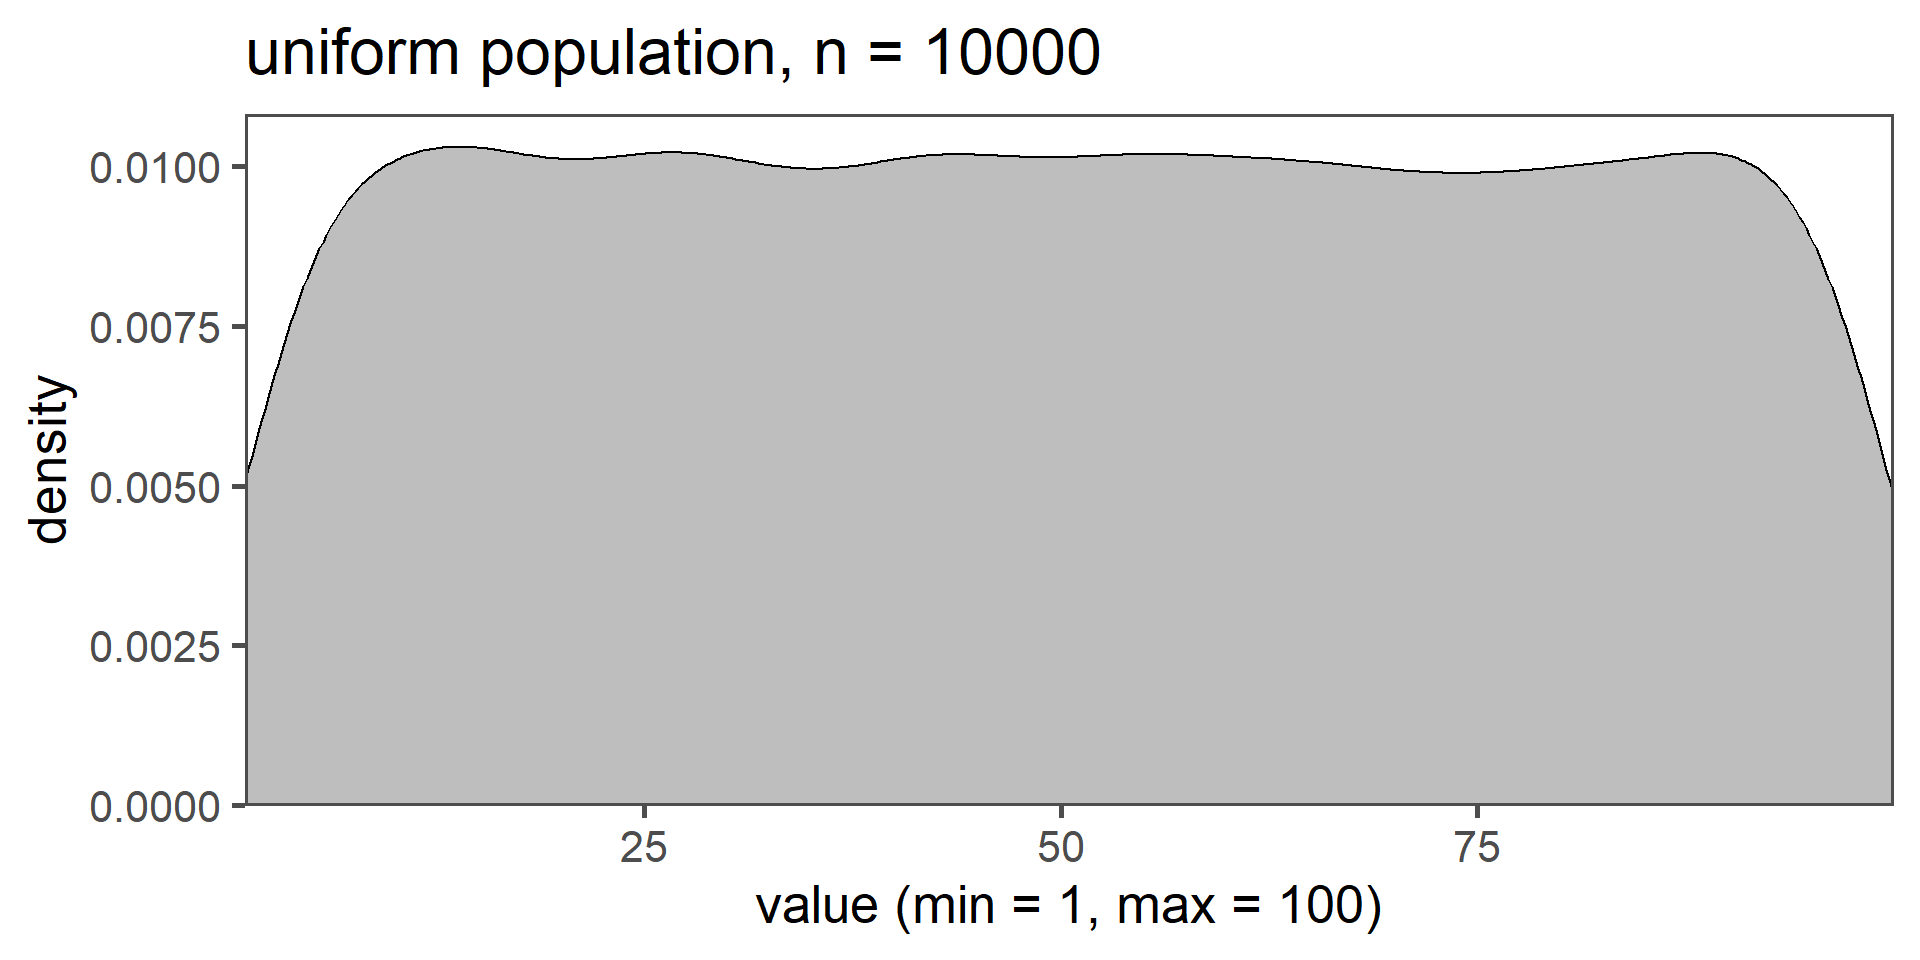 uniform population, n = 10000
0.0100
0.0075
0.0050
0.0025
0.0000
density
25 50 75
value (min = 1, max = 100)